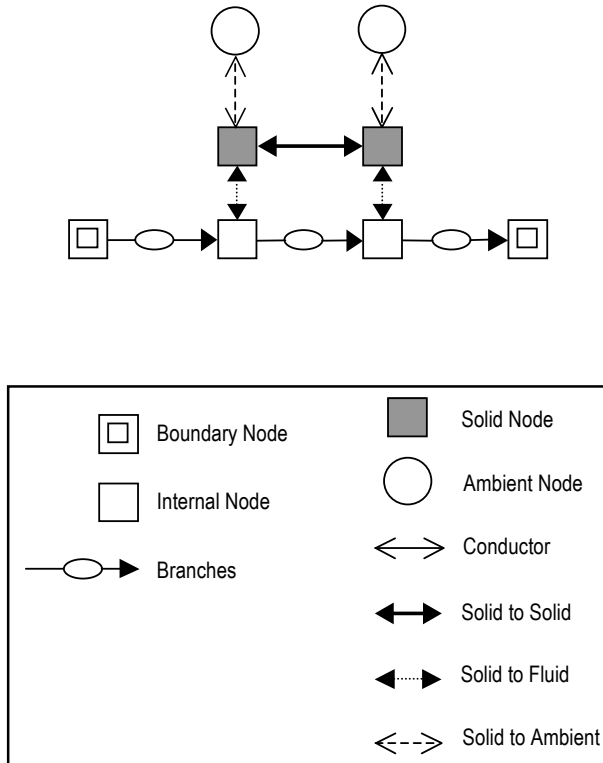 Boundary Node
Internal Node
Branches
Solid Node
Ambient Node
Conductor
Solid to Solid
Solid to Fluid
Solid to Ambient